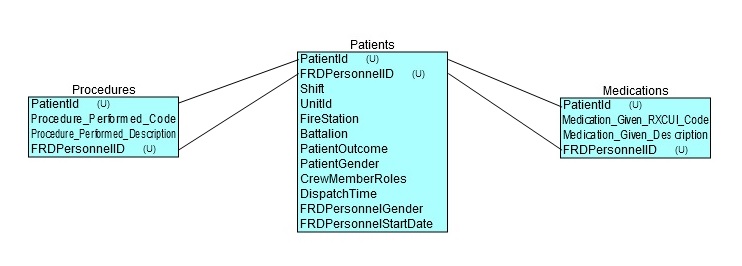 Patients
PatientId (U)
FRDPersonnelID (U)
Shift
UnitId
FireStation
Battalion
PatientOutcome
PatientGender
CrewMemberRoles
DispatchTime
FRDPersonnelGender
FRDPersonnelStartDate
Procedures
PatientId (U)
Procedure_Performed_Code
Procedure_Performed_Description
FRDPersonnelID (U)
Medications
PatientId (U)
Medication_Given_RXCUI_Code
Medication_Given_Description
FRDPersonnelID (U)